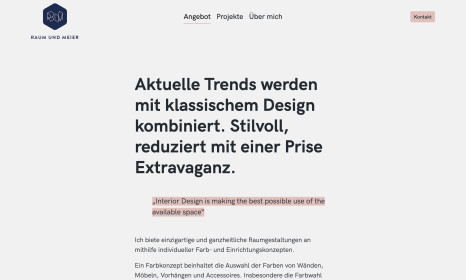 Angebot Projekte Über mich
Kontakt
RAUM UND MEIER
Aktuelle Trends werden
mit klassischem Design
kombiniert. Stilvoll,
reduziert mit einer Prise
Extravaganz.
„Interior Design is making the best possible use of the
available space“
Ich biete einzigartige und ganzheitliche Raumgestaltungen an
mithilfe individueller Farb- und Einrichtungskonzepten.
Ein Farbkonzept beinhaltet die Auswahl der Farben von Wänden,
Möbeln, Vorhängen und Accessoires. Insbesondere die Farbwahl